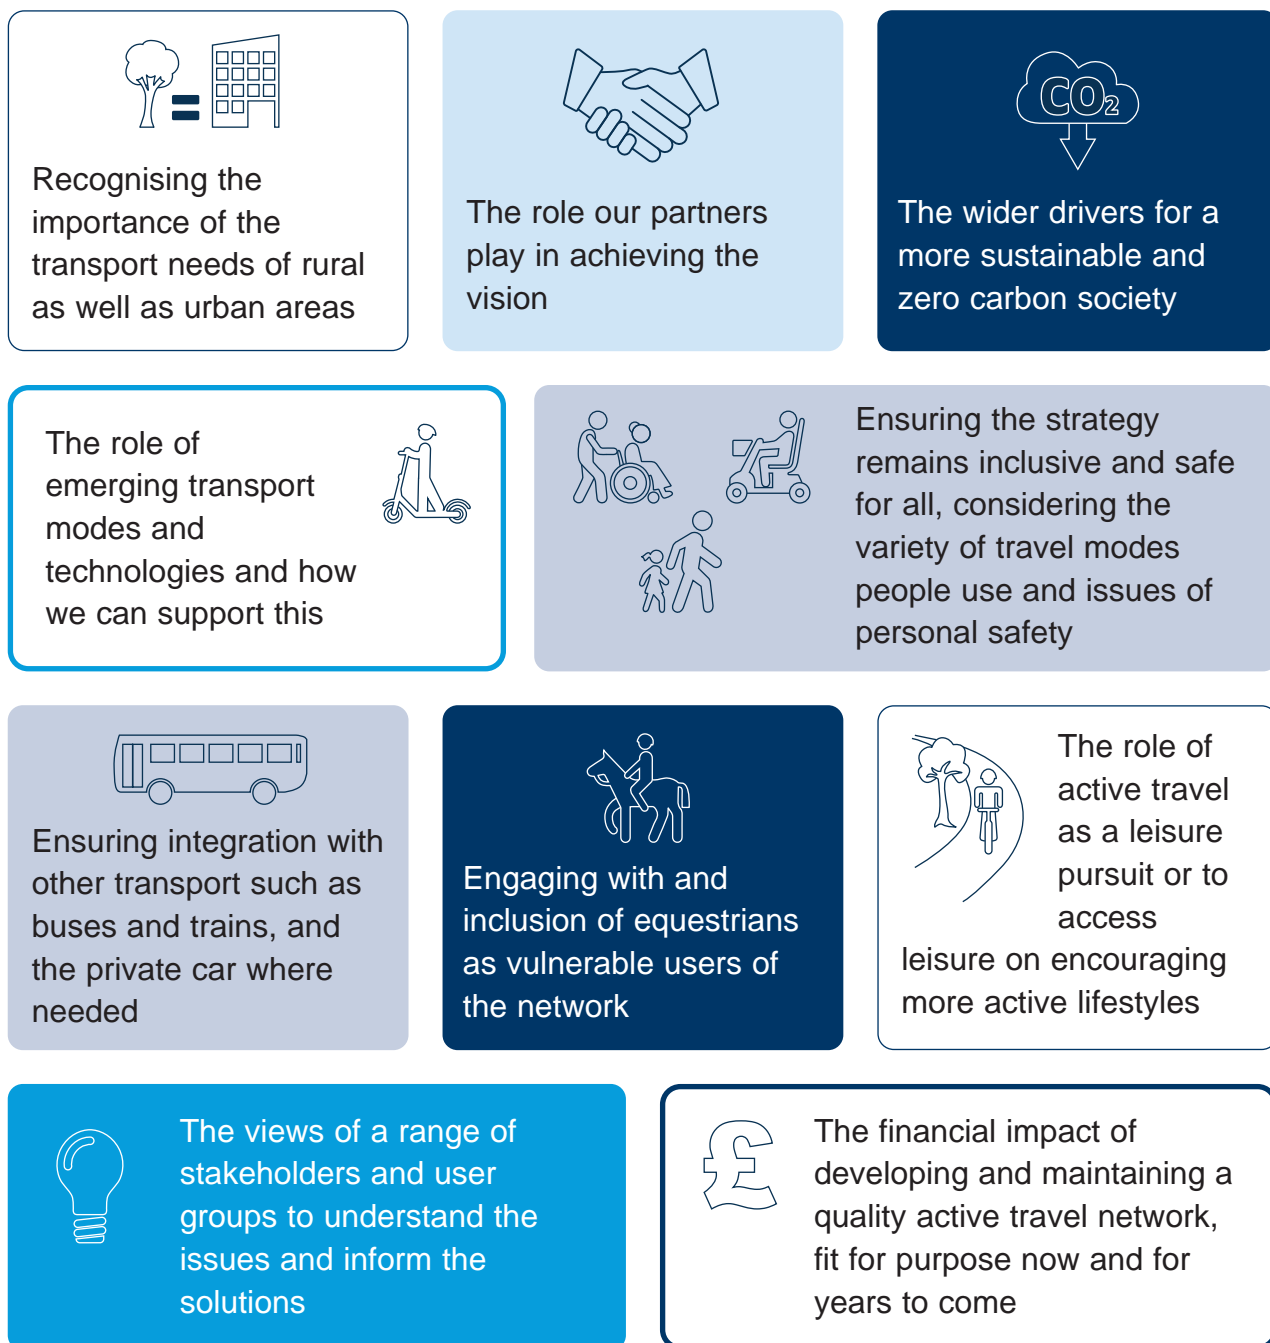 Recognising the
importance of the
transport needs of rural
as well as urban areas
The role our partners
play in achieving the
vision
CO2
The wider drivers for a
more sustainable and
zero carbon society
The role of
emerging transport
modes and
technologies and how
we can support this
Ensuring the strategy
remains inclusive and safe
for all, considering the
variety of travel modes
people use and issues of
personal safety
Ensuring integration with
other transport such as
buses and trains, and
the private car where
needed
Engaging with and
inclusion of equestrians
as vulnerable users of
the network
The role of
active travel
as a leisure
pursuit or to
access
leisure on encouraging
more active lifestyles
The views of a range of
stakeholders and user
groups to understand the
issues and inform the
solutions
£
The financial impact of
developing and maintaining a
quality active travel network,
fit for purpose now and for
years to come